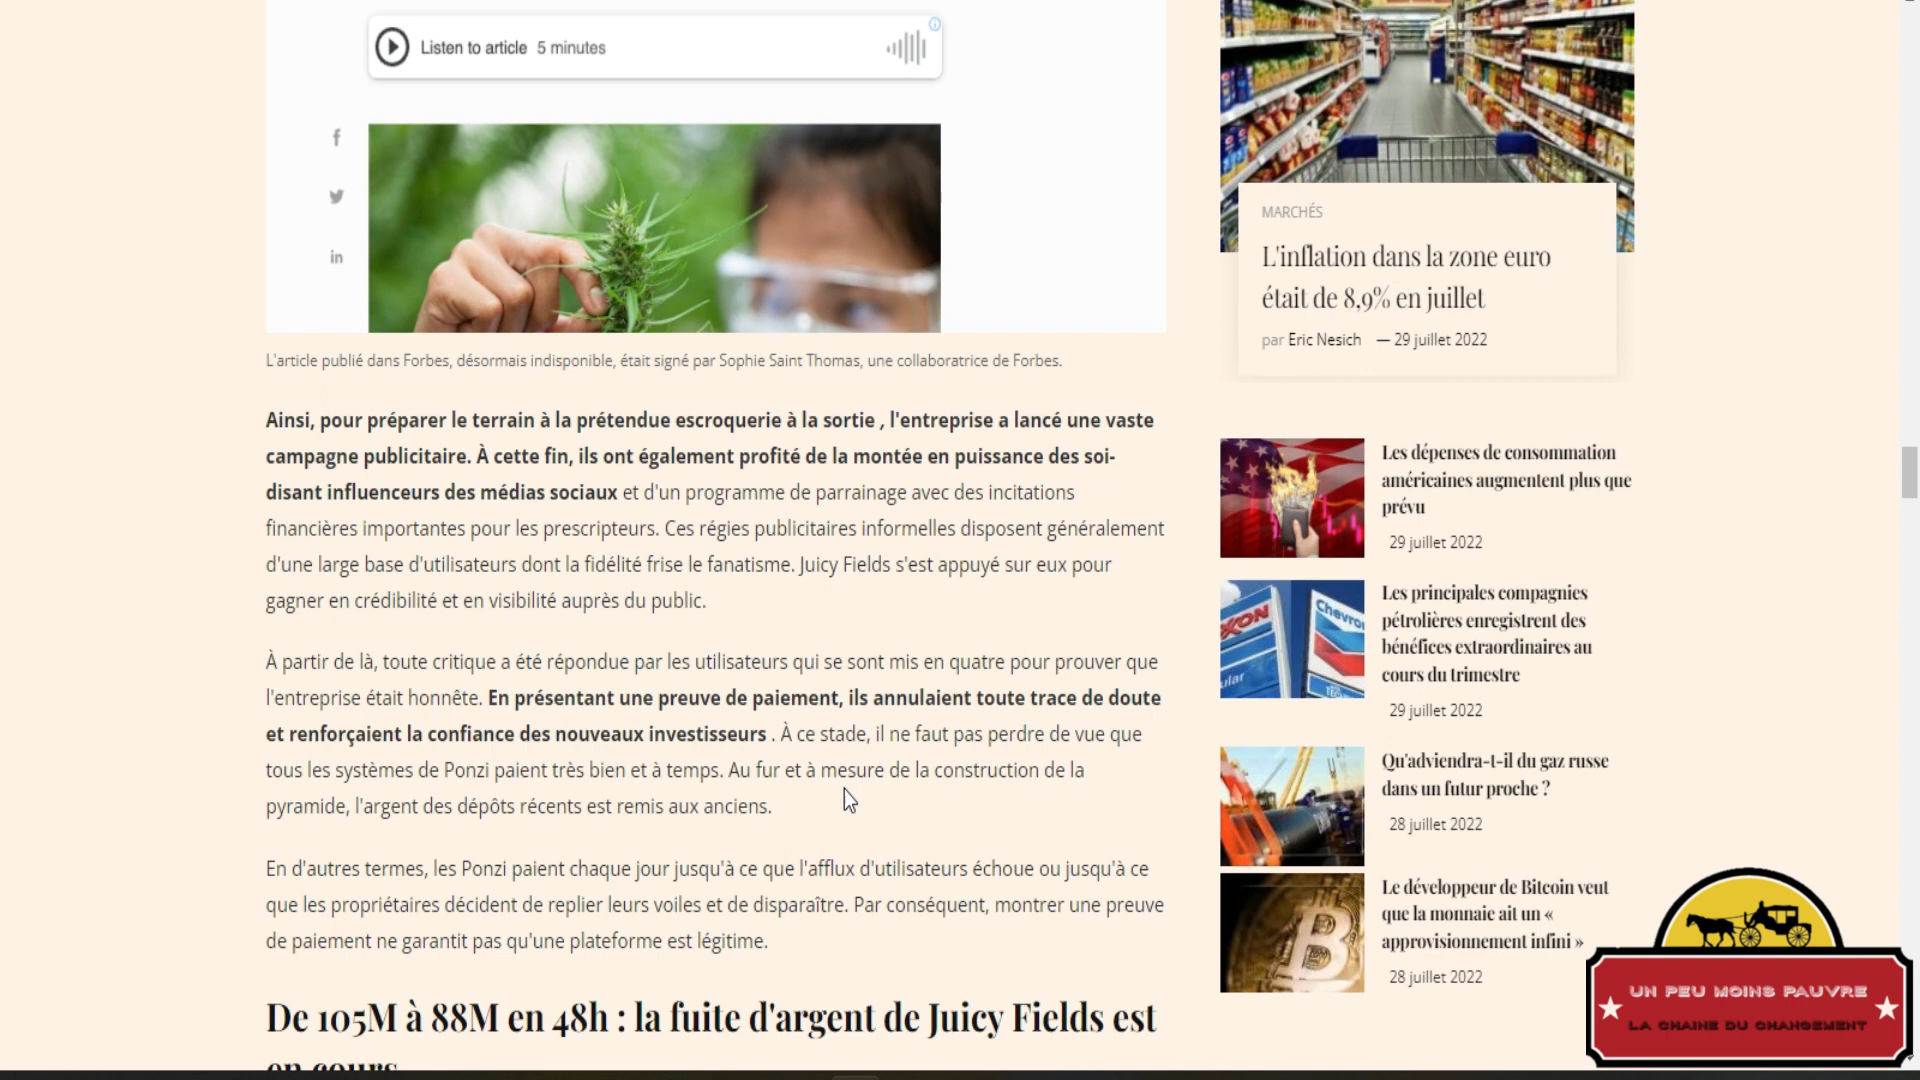 Listen to article 5 minutes
L'article publié dans Forbes, désormais indisponible, était signé par Sophie Saint Thomas, une collaboratrice de Forbes.
Ainsi, pour préparer le terrain à la prétendue escroquerie à la sortie , l'entreprise a lancé une vaste
campagne publicitaire. À cette fin, ils ont également profité de la montée en puissance des soi-
disant influenceurs des médias sociaux et d'un programme de parrainage avec des incitations
financières importantes pour les prescripteurs. Ces régies publicitaires informelles disposent généralement
d'une large base d'utilisateurs dont la fidélité frise le fanatisme. Juicy Fields s'est appuyé sur eux pour
gagner en crédibilité et en visibilité auprès du public.
À partir de là, toute critique a été répondue par les utilisateurs qui se sont mis en quatre pour prouver que
l'entreprise était honnête. En présentant une preuve de paiement, ils annulaient toute trace de doute
et renforçaient la confiance des nouveaux investisseurs . À ce stade, il ne faut pas perdre de vue que
tous les systèmes de Ponzi paient très bien et à temps. Au fur et à mesure de la construction de la
pyramide, l'argent des dépôts récents est remis aux anciens.
En d'autres termes, les Ponzi paient chaque jour jusqu'à ce que l'afflux d'utilisateurs échoue ou jusqu'à ce
que les propriétaires décident de replier leurs voiles et de disparaître. Par conséquent, montrer une preuve
de paiement ne garantit pas qu'une plateforme est légitime.
De 105M à 88M en 48h : la fuite d'argent de Juicy Fields est
en cours
MARCHÉS
L'inflation dans la zone euro
était de 8,9% en juillet
par Eric Nesich — 29 juillet 2022
Les dépenses de consommation
américaines augmentent plus que
prévu
29 juillet 2022
Les principales compagnies
pétrolières enregistrent des
bénéfices extraordinaires au
cours du trimestre
29 juillet 2022
Qu'adviendra-t-il du gaz russe
dans un futur proche ?
28 juillet 2022
Le développeur de Bitcoin veut
que la monnaie ait un «
approvisionnement infini »
28 juillet 2022
UN PEU MOINS PAUVRE
LA CHAINE DU CHANGEMENT